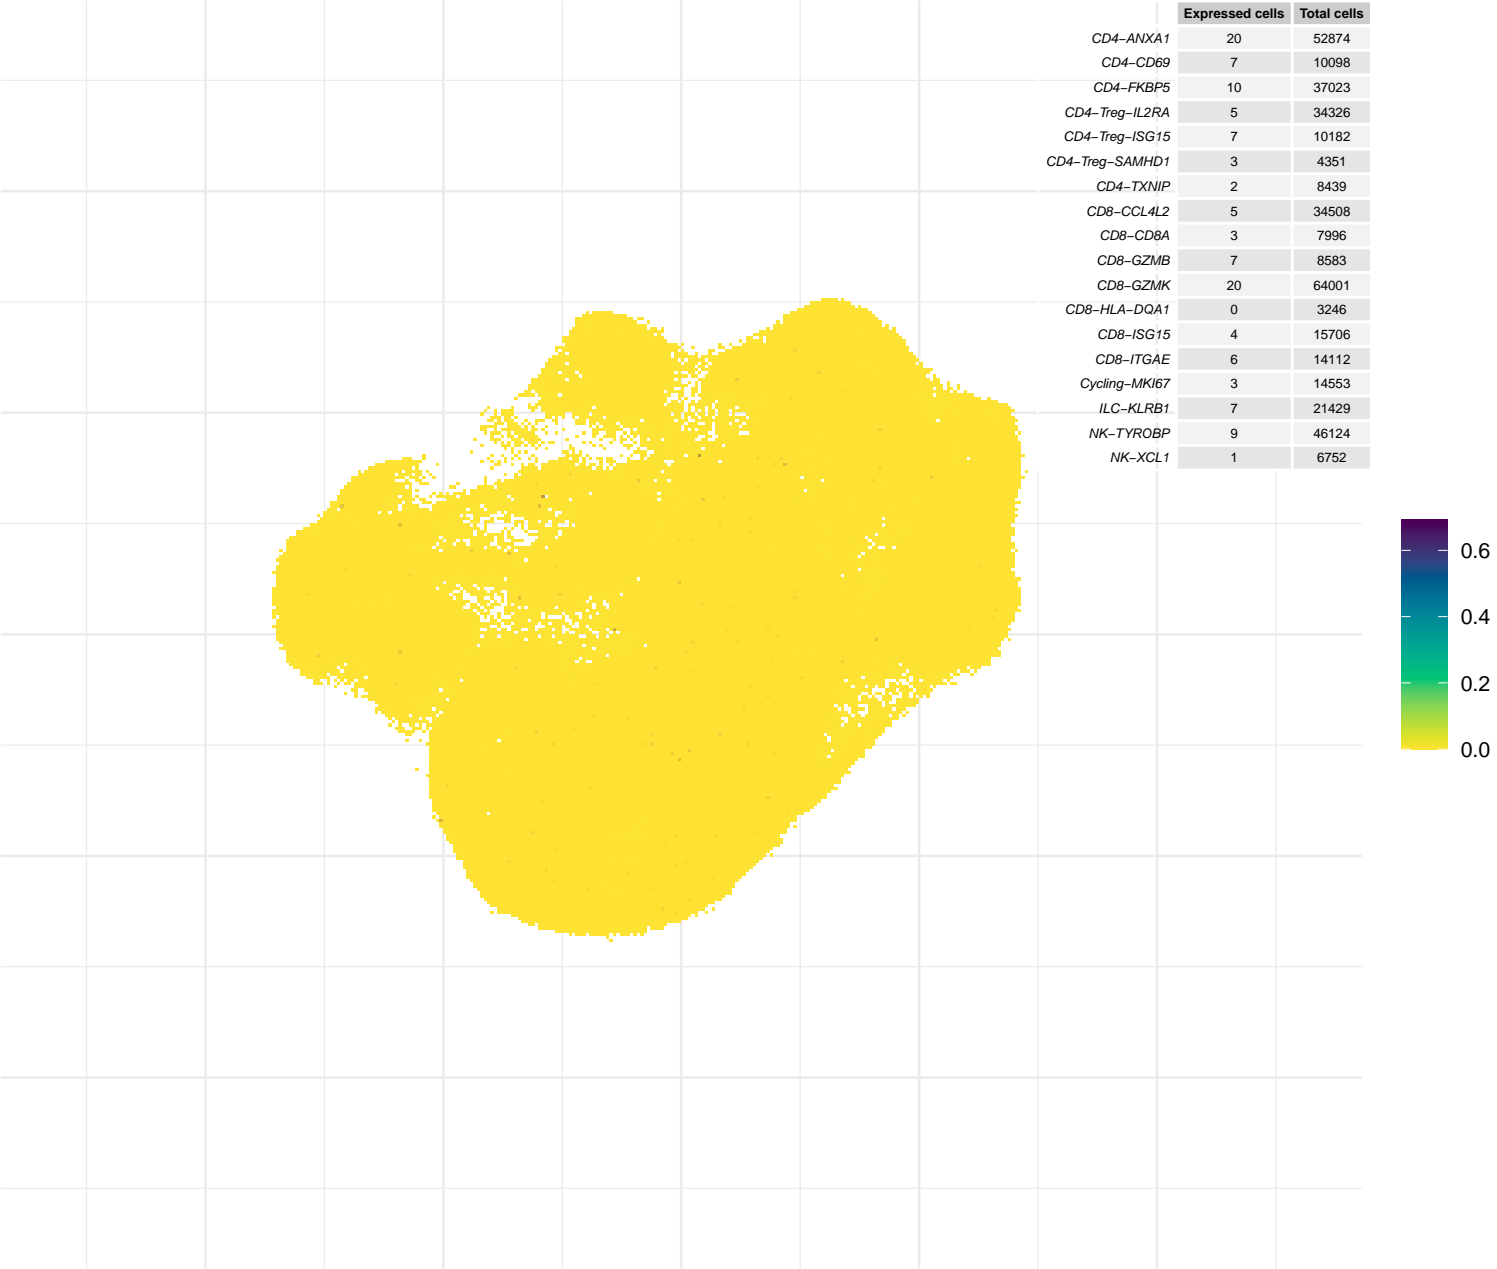 Expressed cells Total cells
CD4−ANXA1 20 52874
CD4−CD69 7 10098
CD4−FKBP5 10 37023
CD4−Treg−IL2RA 5 34326
CD4−Treg−ISG15 7 10182
CD4−Treg−SAMHD1 3 4351
CD4−TXNIP 2 8439
CD8−CCL4L2 5 34508
CD8−CD8A 3 7996
CD8−GZMB 7 8583
CD8−GZMK 20 64001
CD8−HLA−DQA1 0 3246
CD8−ISG15 4 15706
CD8−ITGAE 6 14112
Cycling−MKI67 3 14553
ILC−KLRB1 7 21429
NK−TYROBP 9 46124
NK−XCL1 1 6752
0.6
0.4
0.2
0.0